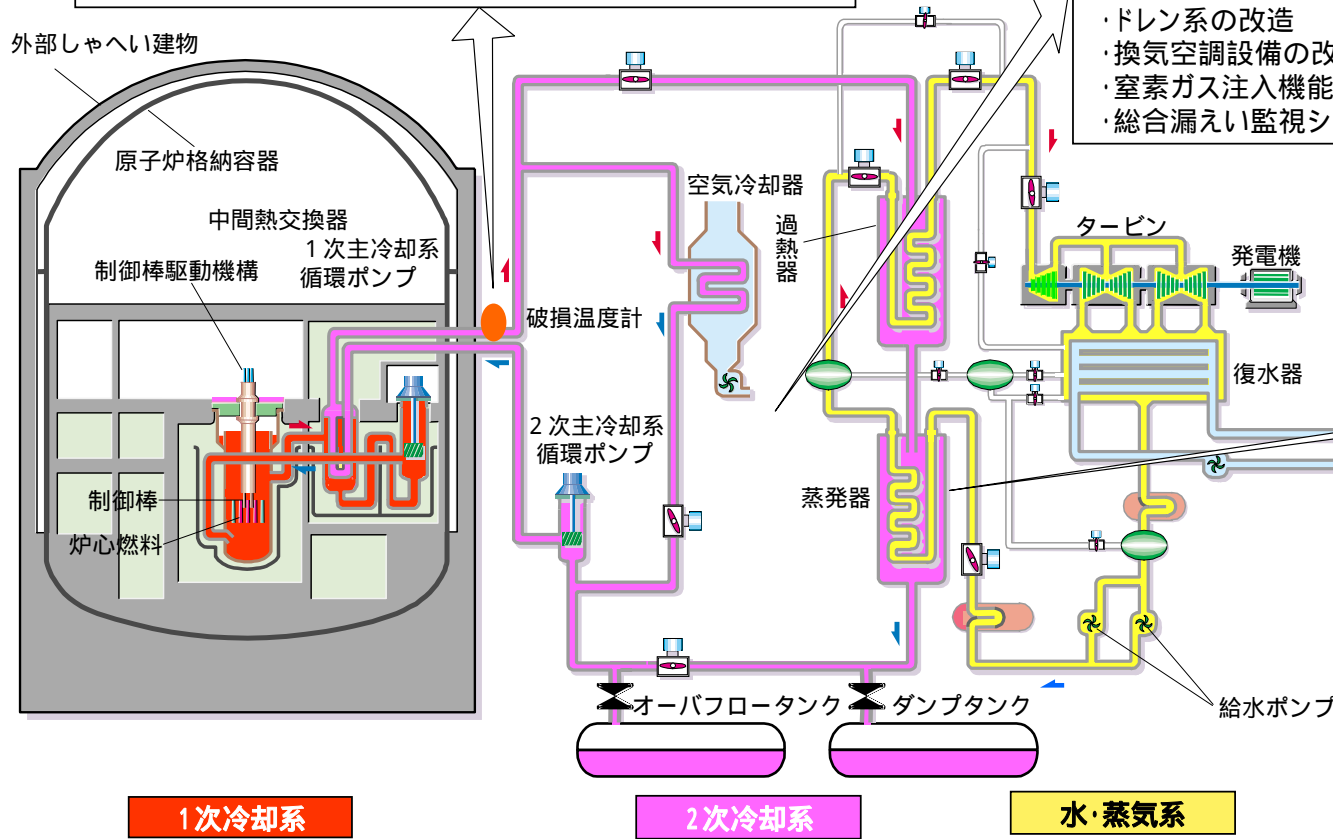 外部しゃへい建物
原子炉格納容器
中間熱交換器
1次主冷却系
循環ポンプ
制御棒駆動機構
制御棒
炉心燃料
破損温度計
空気冷却器
2次主冷却系
循環ポンプ
過熱器
蒸発器
・ドレン系の改造
・換気空調設備の改
・窒素ガス注入機能
・総合漏えい監視シ
タービン
発電機
復水器
給水ポンプ
オーバフロータンク
ダンプタンク
1次冷却系
2次冷却系
水・蒸気系